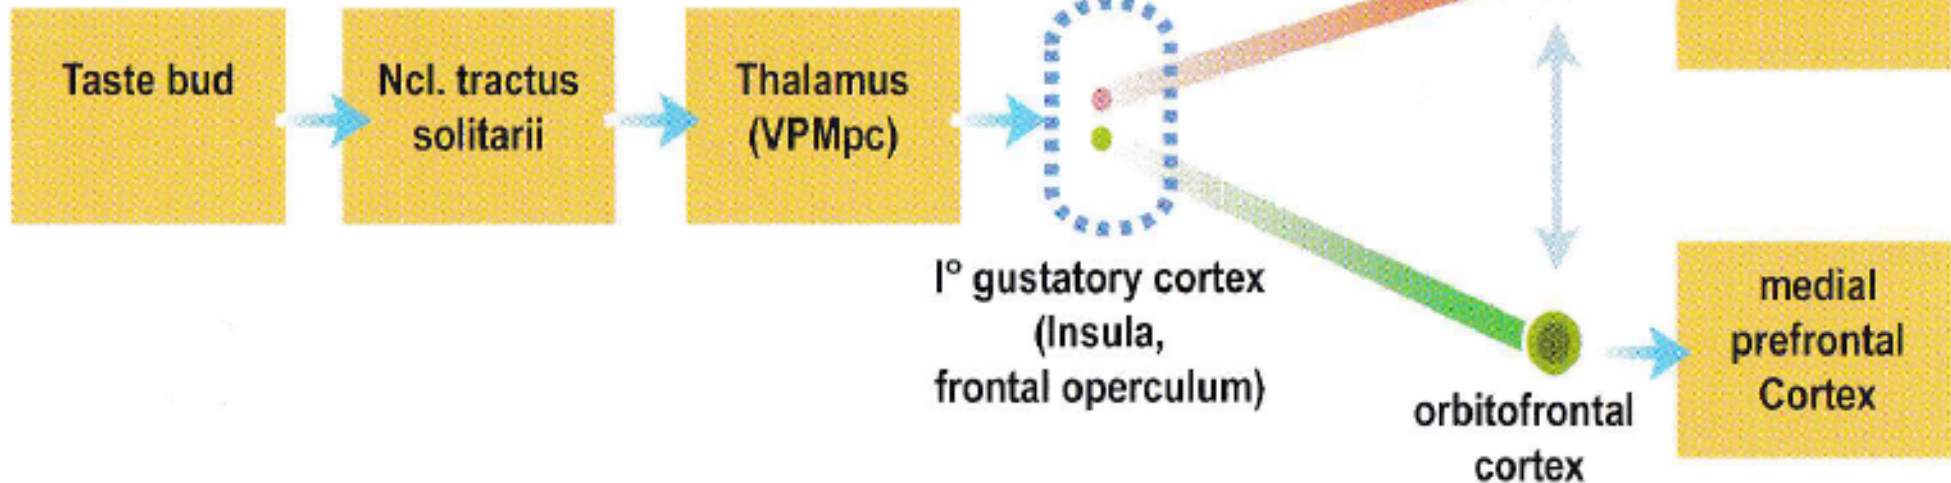 Taste bud
Ncl. tractus
solitarii
Thalamus
(VPMpc)
I° gustatory cortex
(Insula,
frontal operculum)
orbitofrontal
cortex
medial
prefrontal
Cortex